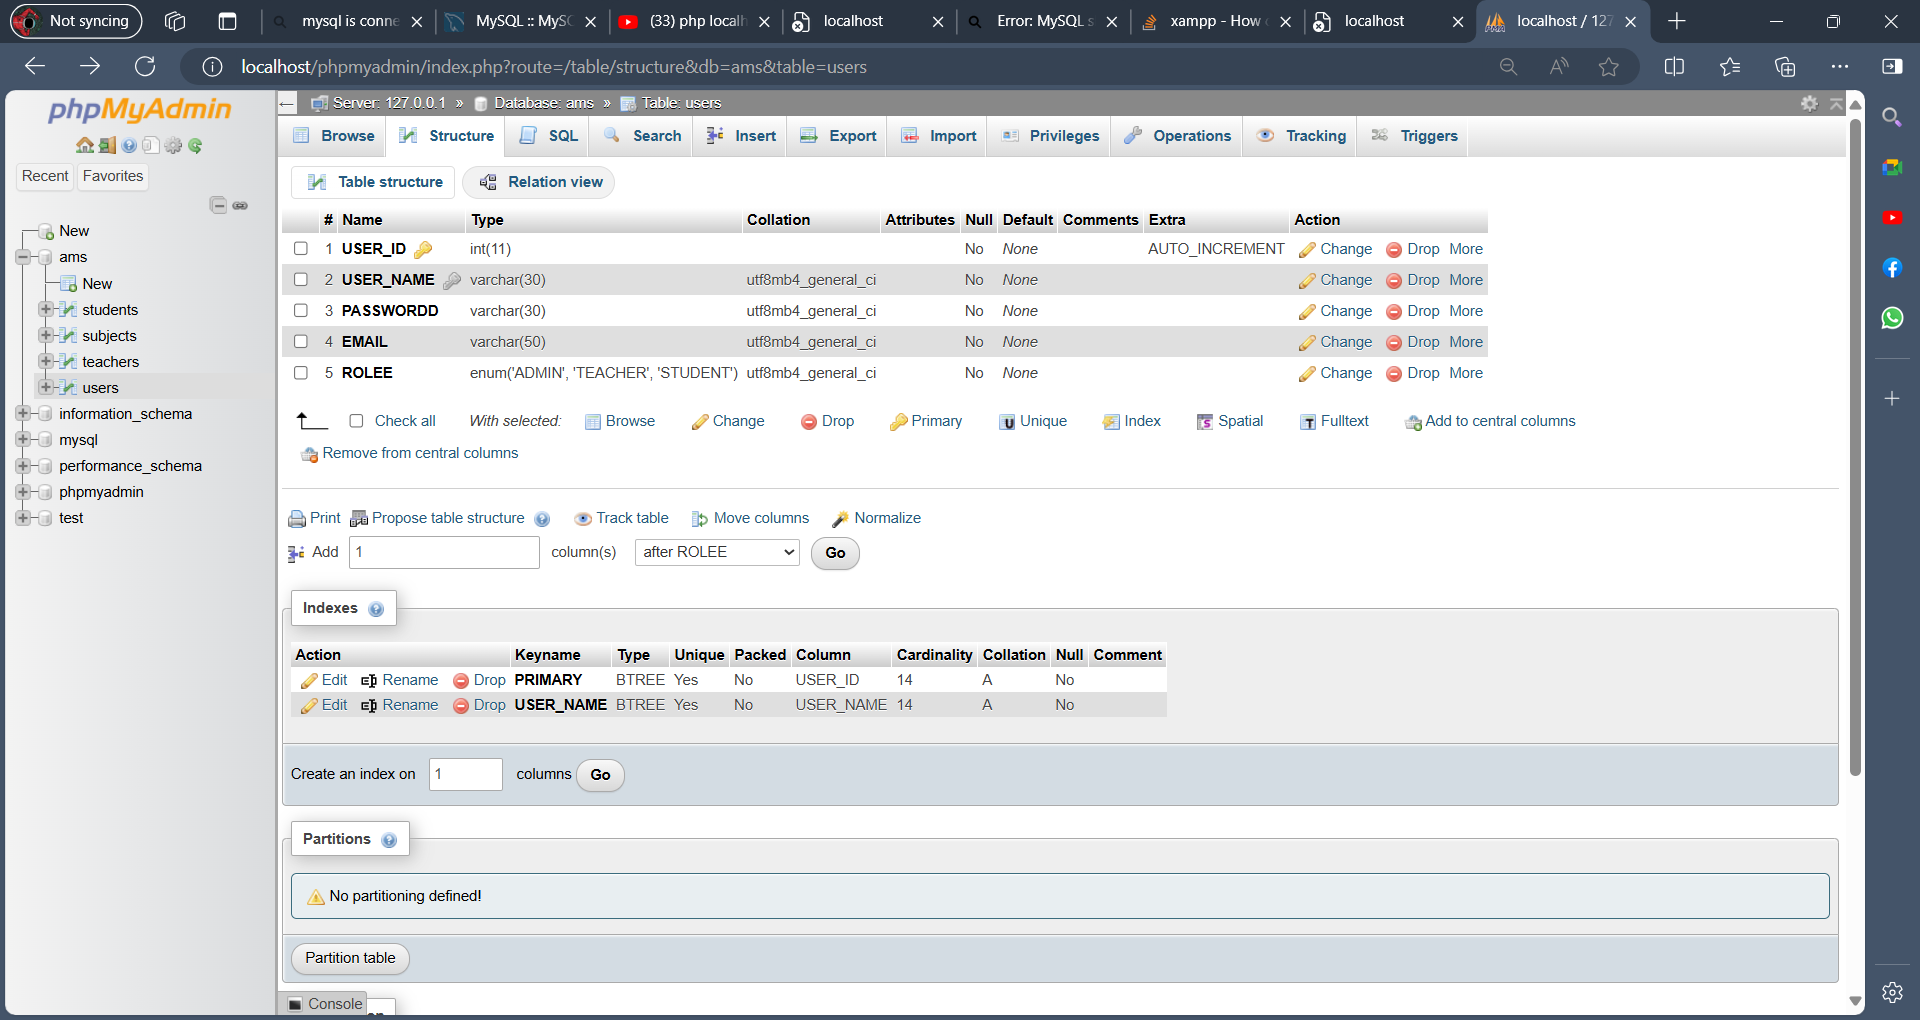 Not syncing
mysql is conne
MySQL :: MySC
(33) php localh
localhost
Error: MySQL s
xampp - How
localhost
localhost / 127
localhost/phpmyadmin/index.php?route=/table/structure&db=ams&table=users
phpMyAdmin
Recent Favorites
New
ams
New
students
subjects
teachers
users
information_schema
mysql
performance_schema
phpmyadmin
test
Server: 127.0.0.1 » Database: ams » Table: users
Browse Structure SQL Search Insert Export Import Privileges Operations Tracking Triggers
Table structure Relation view
# Name Type Collation Attributes Null Default Comments Extra Action
1 USER_ID int(11) No None AUTO_INCREMENT Change Drop More
2 USER_NAME varchar(30) utf8mb4_general_ci No None Change Drop More
3 PASSWORDD varchar(30) utf8mb4_general_ci No None Change Drop More
4 EMAIL varchar(50) utf8mb4_general_ci No None Change Drop More
5 ROLEE enum('ADMIN', 'TEACHER', 'STUDENT') utf8mb4_general_ci No None Change Drop More
Check all With selected: Browse Change Drop Primary Unique Index Spatial Fulltext Add to central columns
Remove from central columns
Print Propose table structure Track table Move columns Normalize
Add 1 column(s) after ROLEE Go
Indexes
Action Keyname Type Unique Packed Column Cardinality Collation Null Comment
Edit Rename Drop PRIMARY BTREE Yes No USER_ID 14 A No
Edit Rename Drop USER_NAME BTREE Yes No USER_NAME 14 A No
Create an index on 1 columns Go
Partitions
No partitioning defined!
Partition table
Console